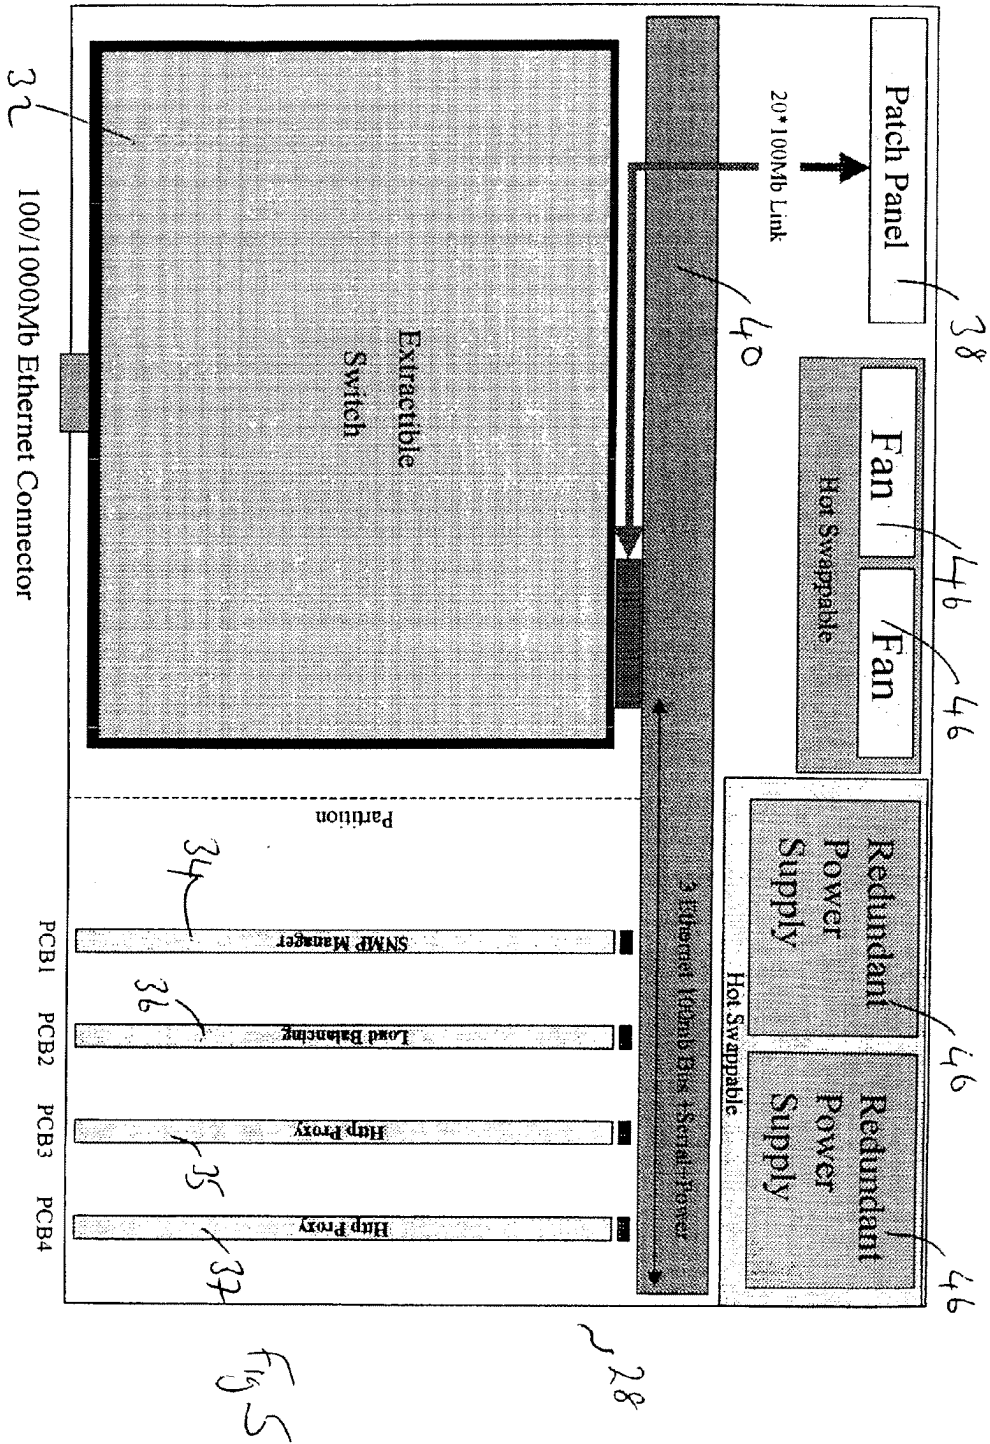 Patch Panel
38
Fan
46
Fan
46
Hot Swappable
Redundant
Power
Supply
46
Redundant
Power
Supply
46
Hot Swappable
20*100Mb Link
40
3 Ethernet 100mb Bus +Serial+Power
Extractible
Switch
32
100/1000Mb Ethernet Connector
Partition
34
SNMP Manager
PCB1
36
Load Balancing
PCB2
35
Http Proxy
PCB3
37
Http Proxy
PCB4
28
Fig 5